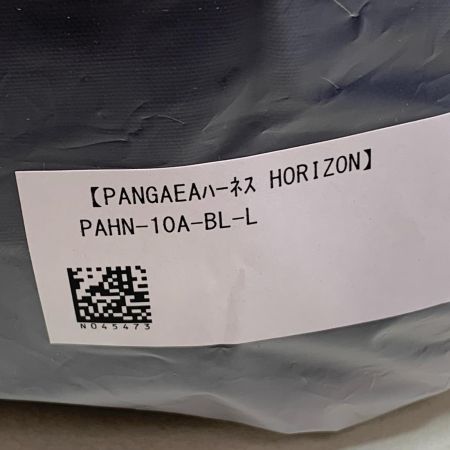 【PANGAEAハーネス HORIZON】
PAHN-10A-BL-L
N045473